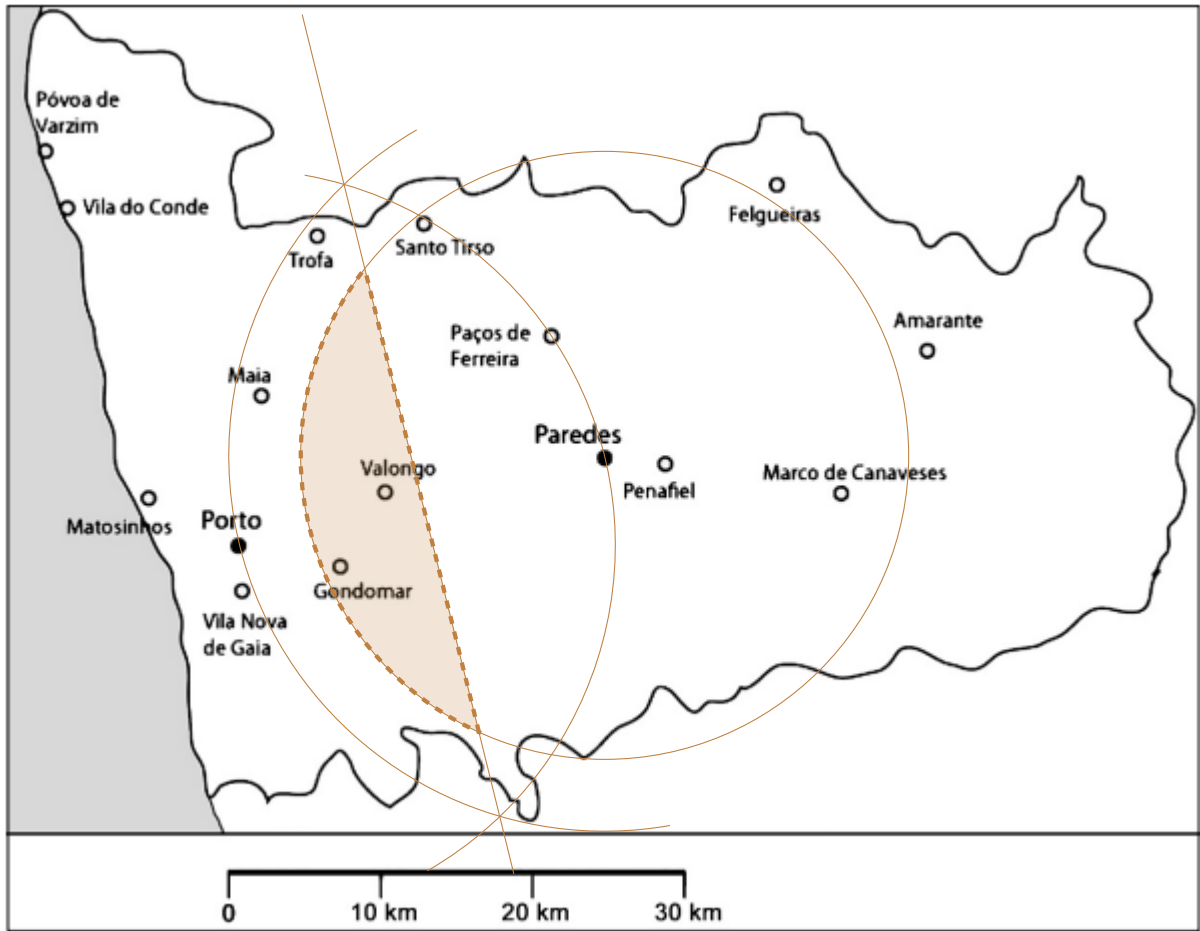 Póvoa de
Varzim
Vila do Conde
Felgueiras
Santo Tirso
Trofa
Amarante
Paços de
Ferreira
Maia
Paredes
Valongo
Marco de Canaveses
Penafiel
Porto
Matosinhos
Gondomar
Vila Nova
de Gaia
0
10 km
20 km
30 km